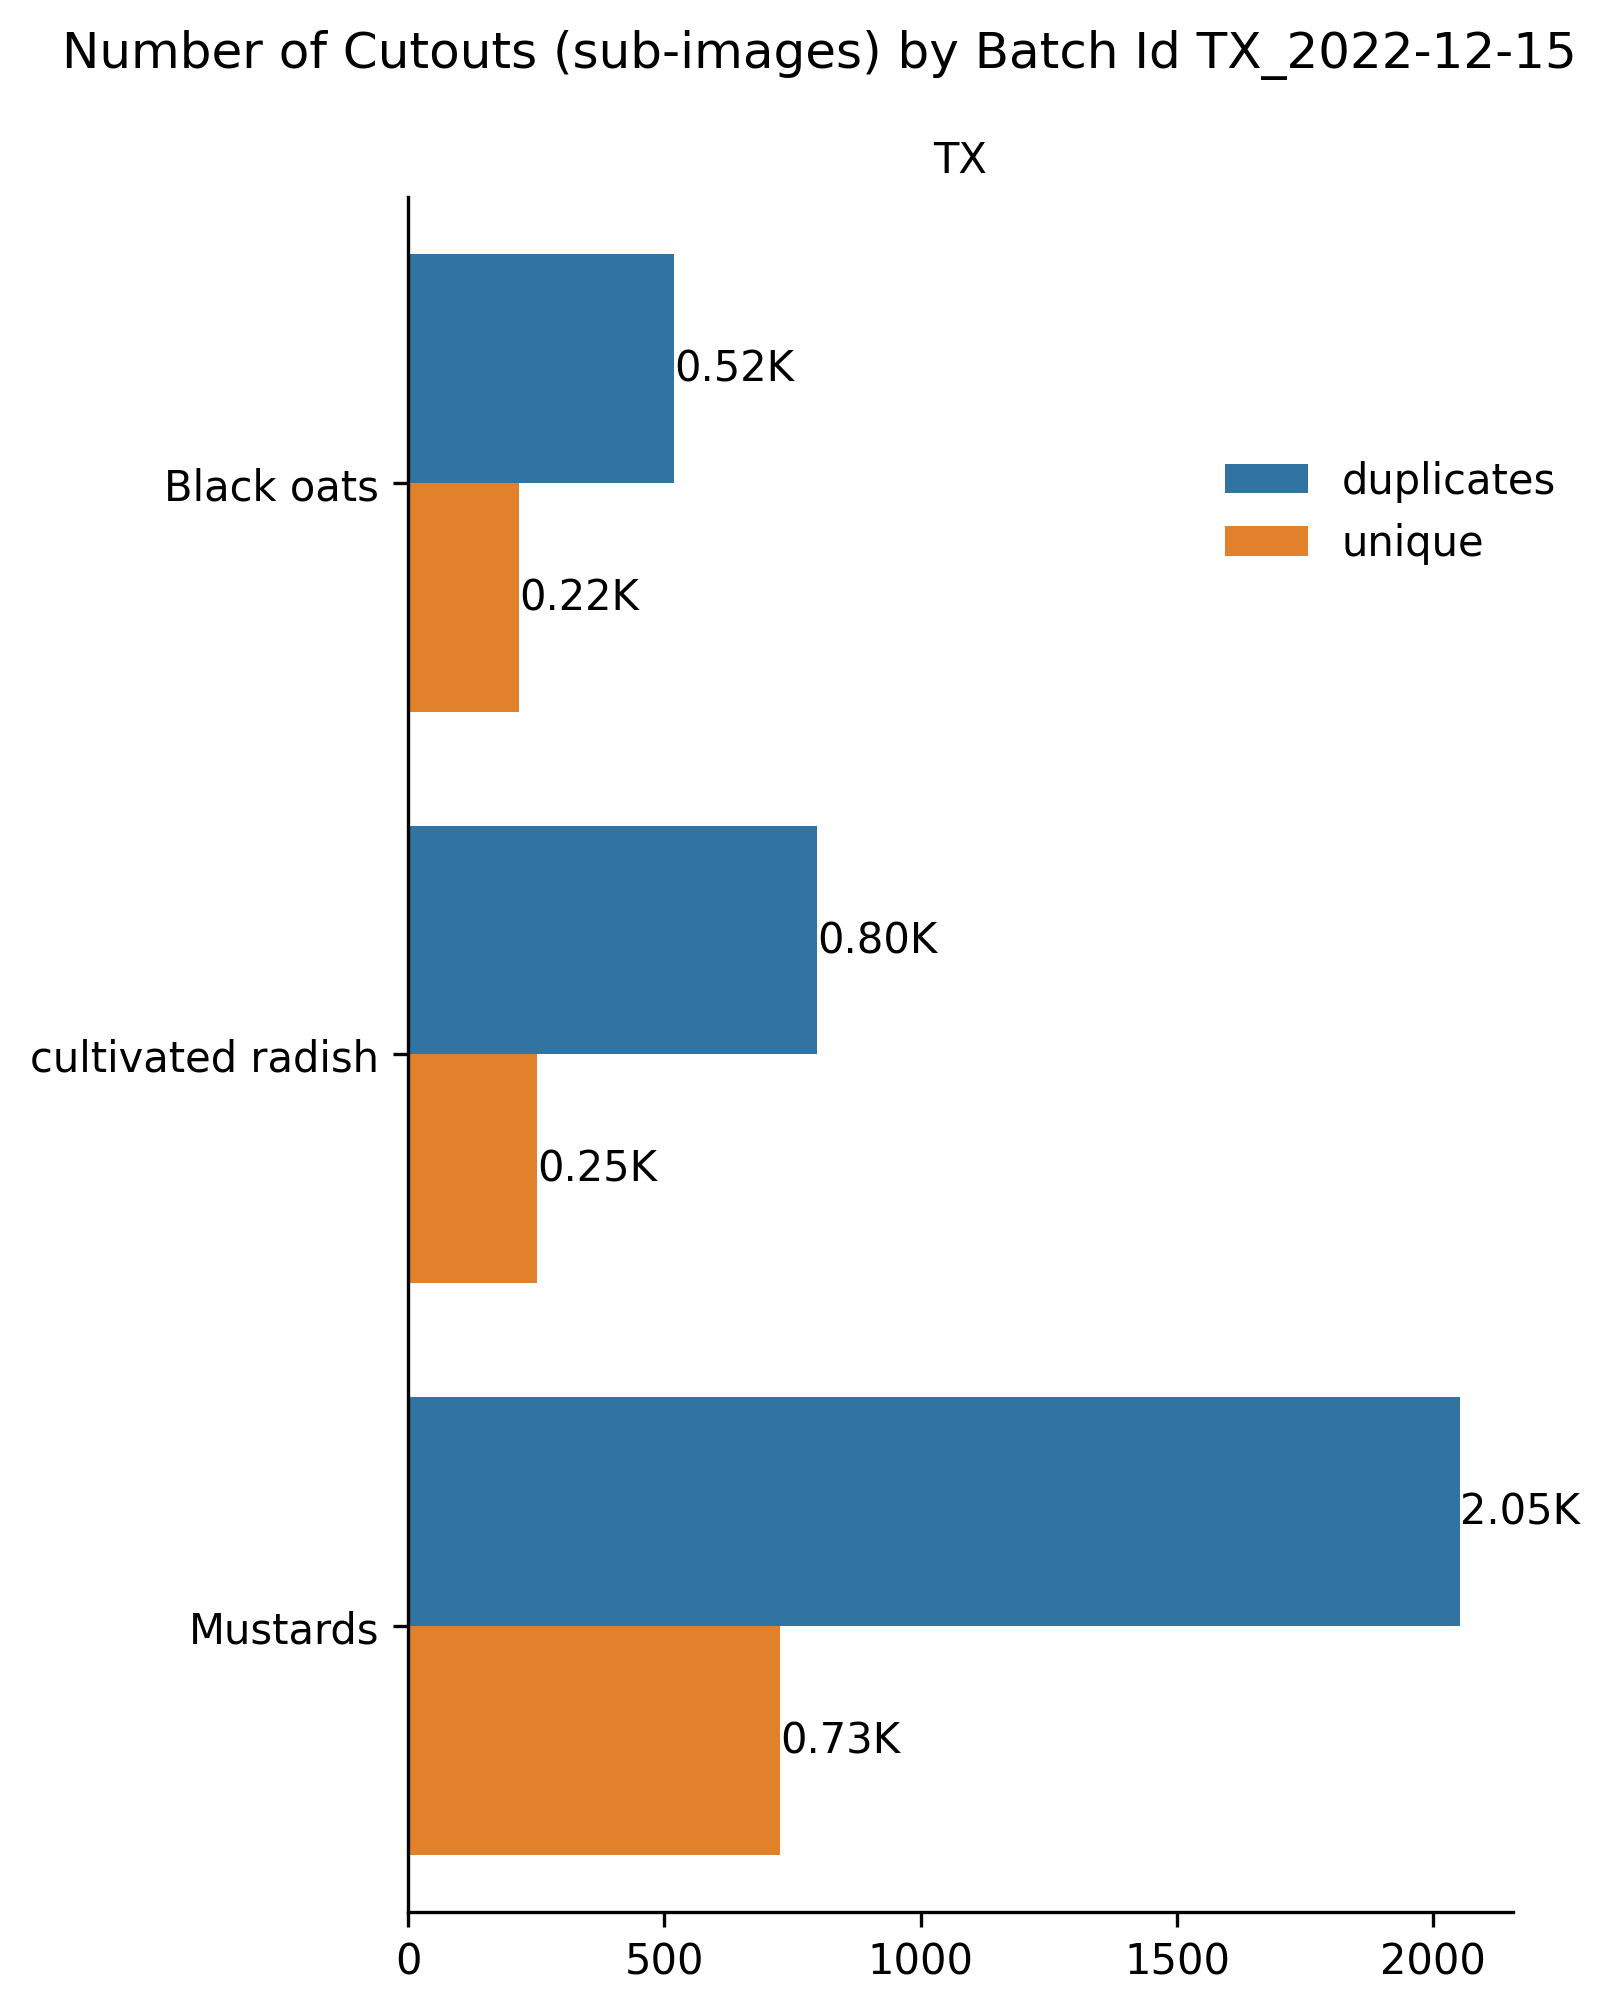 Number of Cutouts (sub-images) by Batch Id TX_2022-12-15
TX
0.52K
duplicates
Black oats
unique
0.22K
0.80K
cultivated radish
0.25K
2.05K
Mustards
0.73K
0 500 1000 1500 2000